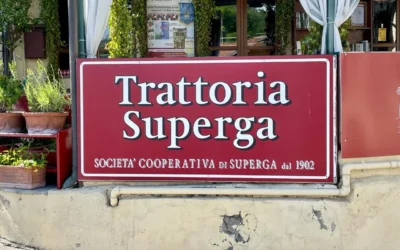 Trattoria
Superga
SOCIETA' COOPERATIVA DI SUPERGA dal 1902